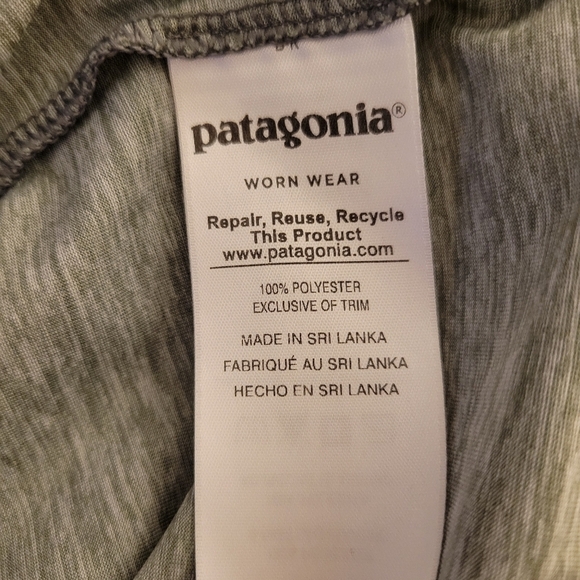 patagonia®
WORN WEAR
Repair, Reuse, Recycle
This Product
www.patagonia.com
100% POLYESTER
EXCLUSIVE OF TRIM
MADE IN SRI LANKA
FABRIQUÉ AU SRI LANKA
HECHO EN SRI LANKA